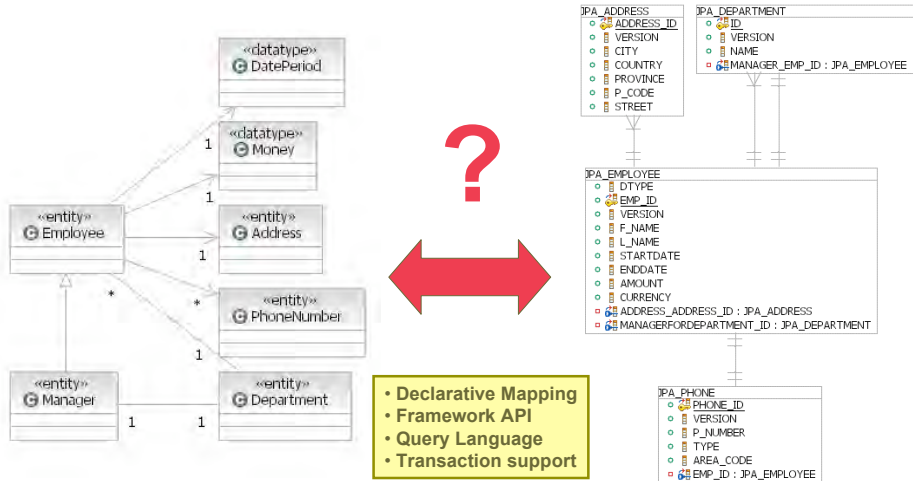 «datatype»
DatePeriod
1
«datatype»
Money
1
«entity»
Employee
«entity»
Address
1
*
*
«entity»
PhoneNumber
1
«entity»
Manager
1
1
«entity»
Department
?
• Declarative Mapping
• Framework API
• Query Language
• Transaction support
JPA_ADDRESS
ADDRESS_ID
VERSION
CITY
COUNTRY
PROVINCE
P_CODE
STREET
JPA_DEPARTMENT
ID
VERSION
NAME
MANAGER_EMP_ID : JPA_EMPLOYEE
JPA_EMPLOYEE
DTYPE
EMP_ID
VERSION
F_NAME
L_NAME
STARTDATE
ENDDATE
AMOUNT
CURRENCY
ADDRESS_ADDRESS_ID : JPA_ADDRESS
MANAGERFORDEPARTMENT_ID : JPA_DEPARTMENT
JPA_PHONE
PHONE_ID
VERSION
P_NUMBER
TYPE
AREA_CODE
EMP_ID : JPA_EMPLOYEE